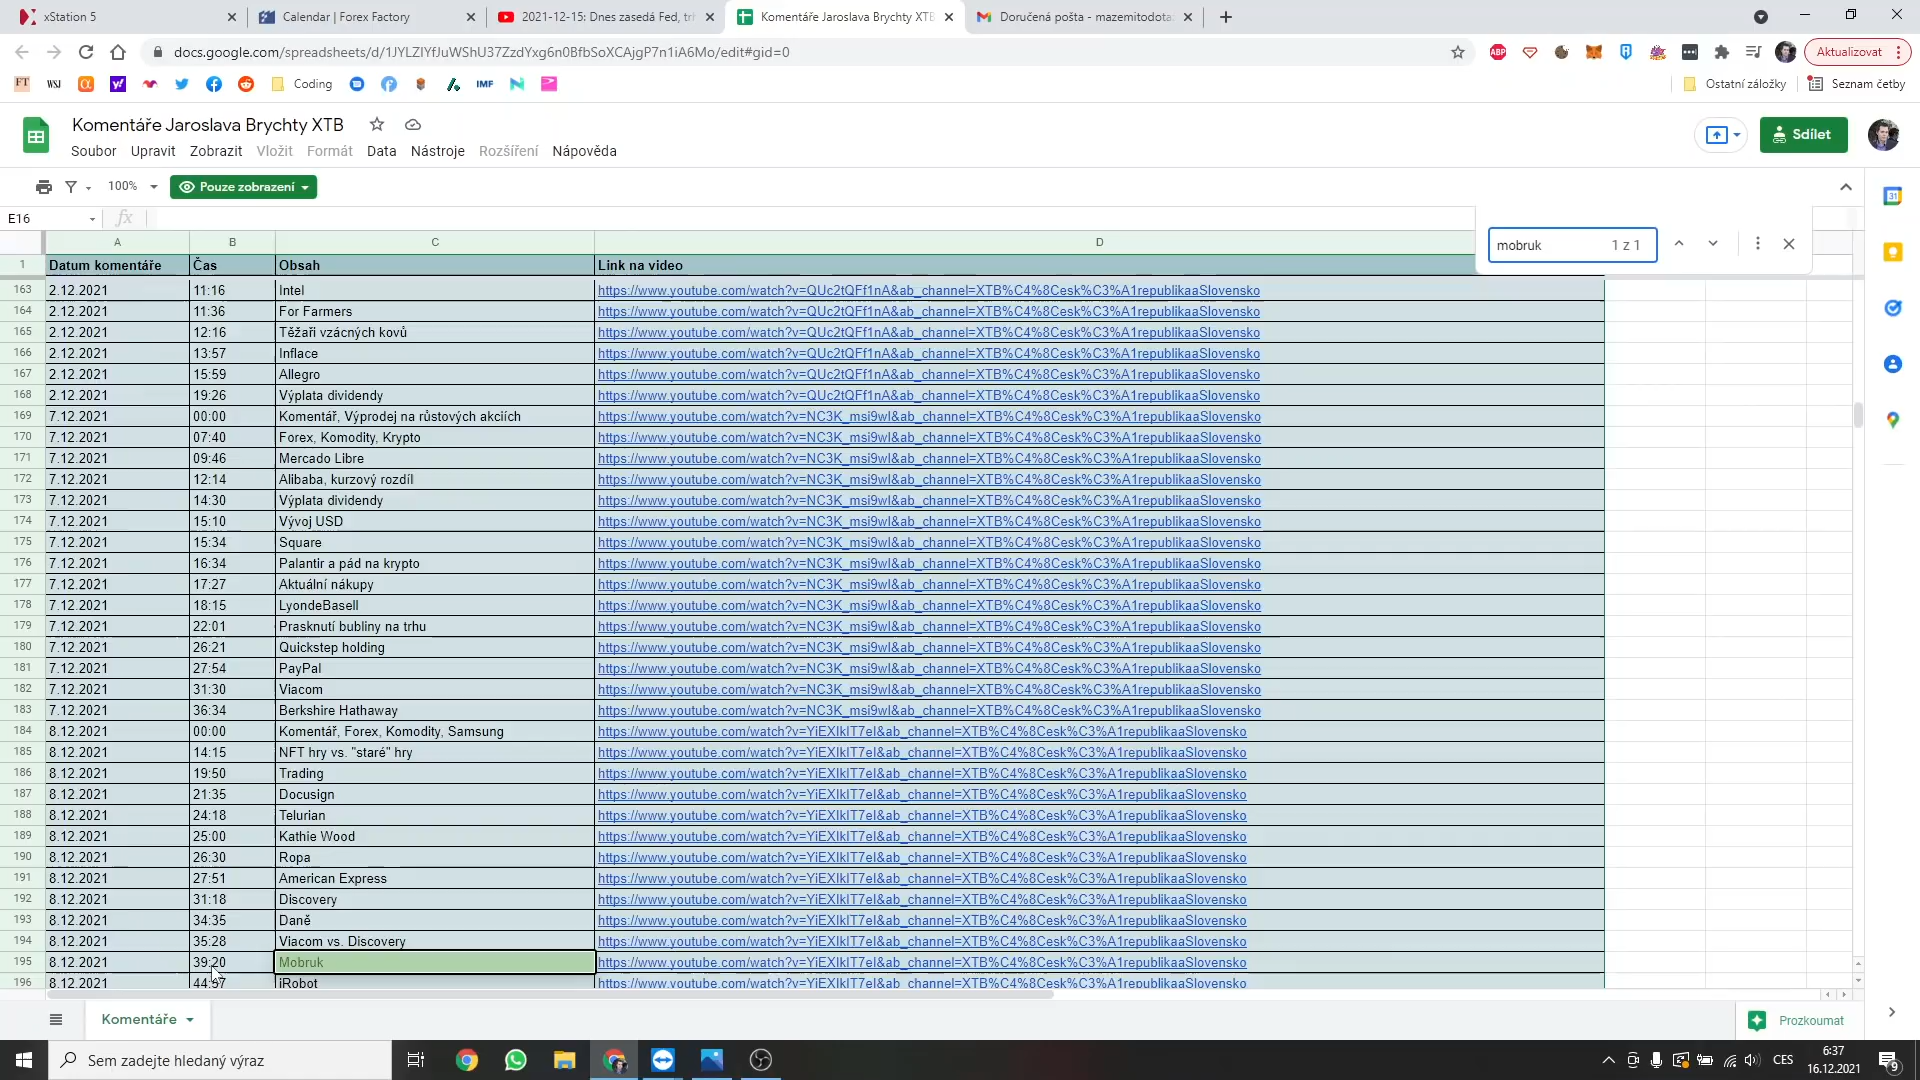 xStation 5
Calendar | Forex Factory
2021-12-15: Dnes zasedá Fed, trh
Komentáře Jaroslava Brychty XTB
Doručená pošta - mazemitodota
docs.google.com/spreadsheets/d/1JYLZIYfJuWShU37ZzdYxg6n0BfbSoXCAjgP7n1iA6Mo/edit#gid=0
ABP
Aktualizovat
FT
WSJ
Coding
IMF
Ostatní záložky
Seznam četby
Komentáře Jaroslava Brychty XTB
Soubor Upravit Zobrazit Vložit Formát Data Nástroje Rozšíření Nápověda
Sdílet
100%
Pouze zobrazení
E16
fx
mobruk 1 z 1
A B C D
1 Datum komentáře Čas Obsah Link na video
163 2.12.2021 11:16 Intel https://www.youtube.com/watch?v=QUc2tQFf1nA&ab_channel=XTB%C4%8Cesk%C3%A1republikaaSlovensko
164 2.12.2021 11:36 For Farmers https://www.youtube.com/watch?v=QUc2tQFf1nA&ab_channel=XTB%C4%8Cesk%C3%A1republikaaSlovensko
165 2.12.2021 12:16 Těžaři vzácných kovů https://www.youtube.com/watch?v=QUc2tQFf1nA&ab_channel=XTB%C4%8Cesk%C3%A1republikaaSlovensko
166 2.12.2021 13:57 Inflace https://www.youtube.com/watch?v=QUc2tQFf1nA&ab_channel=XTB%C4%8Cesk%C3%A1republikaaSlovensko
167 2.12.2021 15:59 Allegro https://www.youtube.com/watch?v=QUc2tQFf1nA&ab_channel=XTB%C4%8Cesk%C3%A1republikaaSlovensko
168 2.12.2021 19:26 Výplata dividendy https://www.youtube.com/watch?v=QUc2tQFf1nA&ab_channel=XTB%C4%8Cesk%C3%A1republikaaSlovensko
169 7.12.2021 00:00 Komentář, Výprodej na růstových akciích https://www.youtube.com/watch?v=NC3K_msi9wI&ab_channel=XTB%C4%8Cesk%C3%A1republikaaSlovensko
170 7.12.2021 07:40 Forex, Komodity, Krypto https://www.youtube.com/watch?v=NC3K_msi9wI&ab_channel=XTB%C4%8Cesk%C3%A1republikaaSlovensko
171 7.12.2021 09:46 Mercado Libre https://www.youtube.com/watch?v=NC3K_msi9wI&ab_channel=XTB%C4%8Cesk%C3%A1republikaaSlovensko
172 7.12.2021 12:14 Alibaba, kurzový rozdíl https://www.youtube.com/watch?v=NC3K_msi9wI&ab_channel=XTB%C4%8Cesk%C3%A1republikaaSlovensko
173 7.12.2021 14:30 Výplata dividendy https://www.youtube.com/watch?v=NC3K_msi9wI&ab_channel=XTB%C4%8Cesk%C3%A1republikaaSlovensko
174 7.12.2021 15:10 Vývoj USD https://www.youtube.com/watch?v=NC3K_msi9wI&ab_channel=XTB%C4%8Cesk%C3%A1republikaaSlovensko
175 7.12.2021 15:34 Square https://www.youtube.com/watch?v=NC3K_msi9wI&ab_channel=XTB%C4%8Cesk%C3%A1republikaaSlovensko
176 7.12.2021 16:34 Palantir a pád na krypto https://www.youtube.com/watch?v=NC3K_msi9wI&ab_channel=XTB%C4%8Cesk%C3%A1republikaaSlovensko
177 7.12.2021 17:27 Aktuální nákupy https://www.youtube.com/watch?v=NC3K_msi9wI&ab_channel=XTB%C4%8Cesk%C3%A1republikaaSlovensko
178 7.12.2021 18:15 LyondeBasell https://www.youtube.com/watch?v=NC3K_msi9wI&ab_channel=XTB%C4%8Cesk%C3%A1republikaaSlovensko
179 7.12.2021 22:01 Prasknutí bubliny na trhu https://www.youtube.com/watch?v=NC3K_msi9wI&ab_channel=XTB%C4%8Cesk%C3%A1republikaaSlovensko
180 7.12.2021 26:21 Quickstep holding https://www.youtube.com/watch?v=NC3K_msi9wI&ab_channel=XTB%C4%8Cesk%C3%A1republikaaSlovensko
181 7.12.2021 27:54 PayPal https://www.youtube.com/watch?v=NC3K_msi9wI&ab_channel=XTB%C4%8Cesk%C3%A1republikaaSlovensko
182 7.12.2021 31:30 Viacom https://www.youtube.com/watch?v=NC3K_msi9wI&ab_channel=XTB%C4%8Cesk%C3%A1republikaaSlovensko
183 7.12.2021 36:34 Berkshire Hathaway https://www.youtube.com/watch?v=NC3K_msi9wI&ab_channel=XTB%C4%8Cesk%C3%A1republikaaSlovensko
184 8.12.2021 00:00 Komentář, Forex, Komodity, Samsung https://www.youtube.com/watch?v=YiEXIkIT7eI&ab_channel=XTB%C4%8Cesk%C3%A1republikaaSlovensko
185 8.12.2021 14:15 NFT hry vs. "staré" hry https://www.youtube.com/watch?v=YiEXIkIT7eI&ab_channel=XTB%C4%8Cesk%C3%A1republikaaSlovensko
186 8.12.2021 19:50 Trading https://www.youtube.com/watch?v=YiEXIkIT7eI&ab_channel=XTB%C4%8Cesk%C3%A1republikaaSlovensko
187 8.12.2021 21:35 Docusign https://www.youtube.com/watch?v=YiEXIkIT7eI&ab_channel=XTB%C4%8Cesk%C3%A1republikaaSlovensko
188 8.12.2021 24:18 Telurian https://www.youtube.com/watch?v=YiEXIkIT7eI&ab_channel=XTB%C4%8Cesk%C3%A1republikaaSlovensko
189 8.12.2021 25:00 Kathie Wood https://www.youtube.com/watch?v=YiEXIkIT7eI&ab_channel=XTB%C4%8Cesk%C3%A1republikaaSlovensko
190 8.12.2021 26:30 Ropa https://www.youtube.com/watch?v=YiEXIkIT7eI&ab_channel=XTB%C4%8Cesk%C3%A1republikaaSlovensko
191 8.12.2021 27:51 American Express https://www.youtube.com/watch?v=YiEXIkIT7eI&ab_channel=XTB%C4%8Cesk%C3%A1republikaaSlovensko
192 8.12.2021 31:18 Discovery https://www.youtube.com/watch?v=YiEXIkIT7eI&ab_channel=XTB%C4%8Cesk%C3%A1republikaaSlovensko
193 8.12.2021 34:35 Daně https://www.youtube.com/watch?v=YiEXIkIT7eI&ab_channel=XTB%C4%8Cesk%C3%A1republikaaSlovensko
194 8.12.2021 35:28 Viacom vs. Discovery https://www.youtube.com/watch?v=YiEXIkIT7eI&ab_channel=XTB%C4%8Cesk%C3%A1republikaaSlovensko
195 8.12.2021 39:20 Mobruk https://www.youtube.com/watch?v=YiEXIkIT7eI&ab_channel=XTB%C4%8Cesk%C3%A1republikaaSlovensko
196 8.12.2021 iRobot https://www.youtube.com/watch?v=YiEXIkIT7eI&ab_channel=XTB%C4%8Cesk%C3%A1republikaaSlovensko
Komentáře
Prozkoumat
Sem zadejte hledaný výraz
CES
6:37
16.12.2021
9